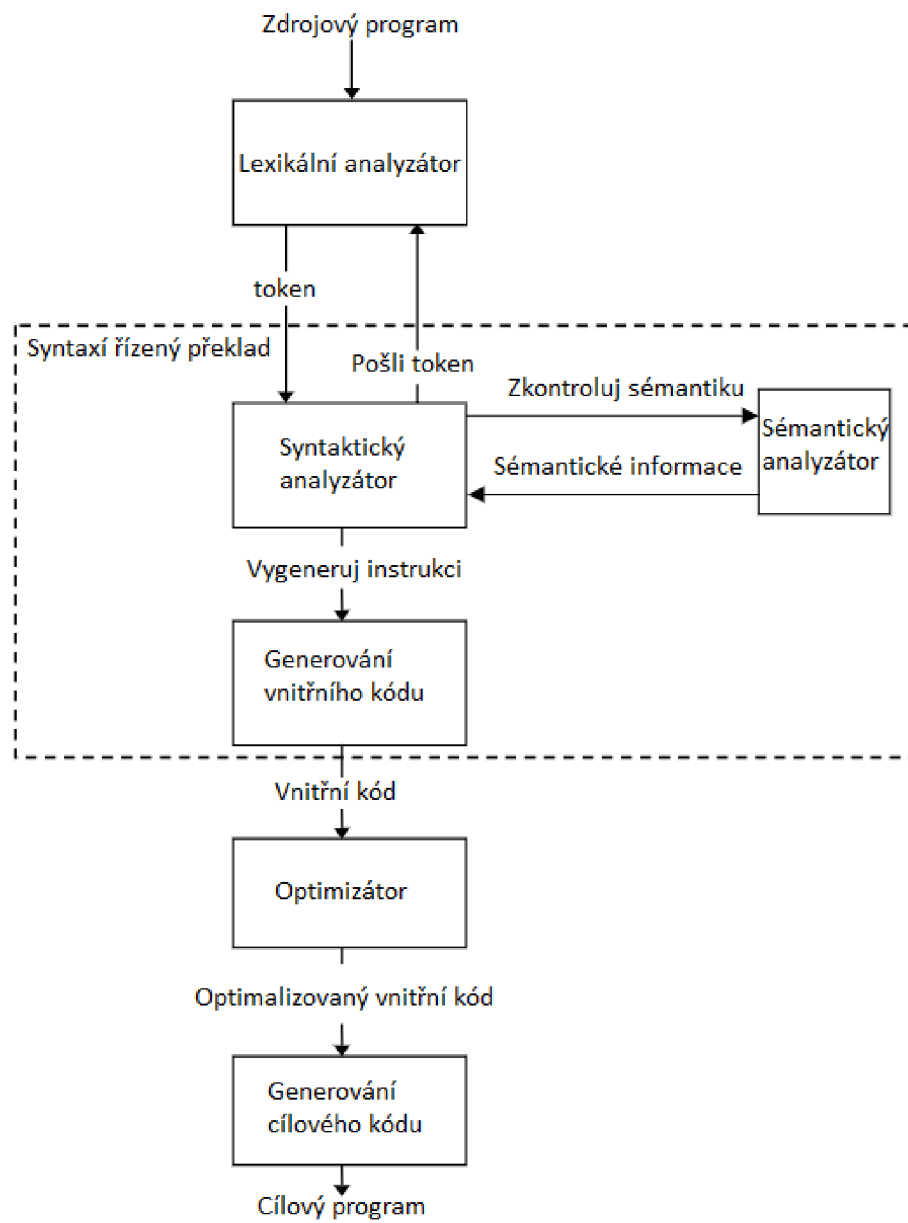 Zdrojový program
Lexikální analyzátor
token
Syntaxí řízený překlad
Pošli token
Zkontroluj sémantiku
Syntaktický
analyzátor
Sémantický
analyzátor
Sémantické informace
Vygeneruj instrukci
Generování
vnitřního kódu
Vnitřní kód
Optimizátor
Optimalizovaný vnitřní kód
Generování
cílového kódu
Cílový program